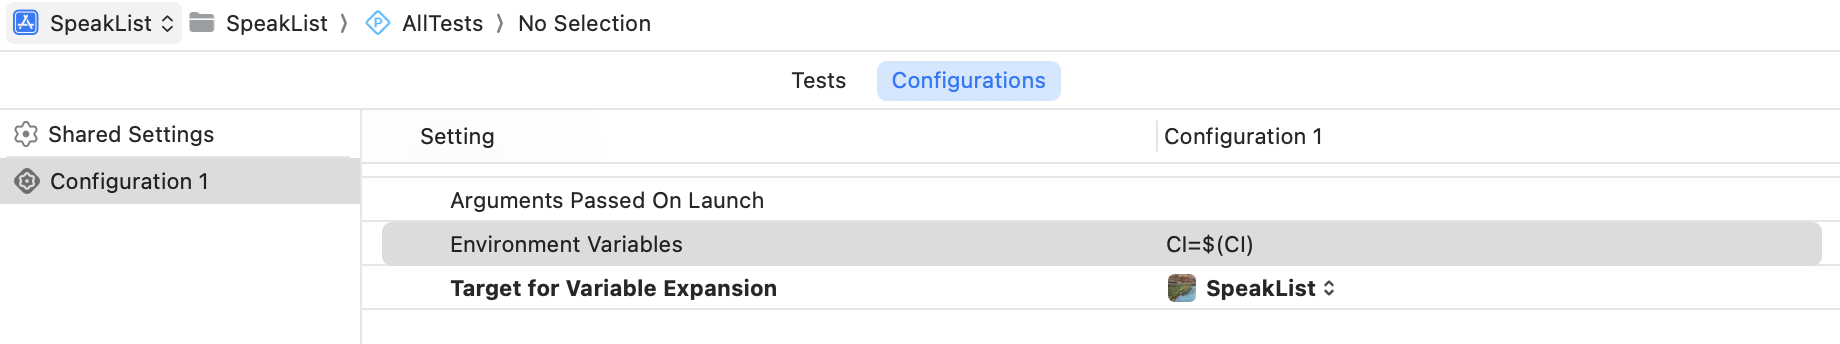 SpeakList SpeakList AllTests No Selection
Tests Configurations
Shared Settings
Configuration 1
Setting Configuration 1
Arguments Passed On Launch
Environment Variables CI=$(CI)
Target for Variable Expansion SpeakList